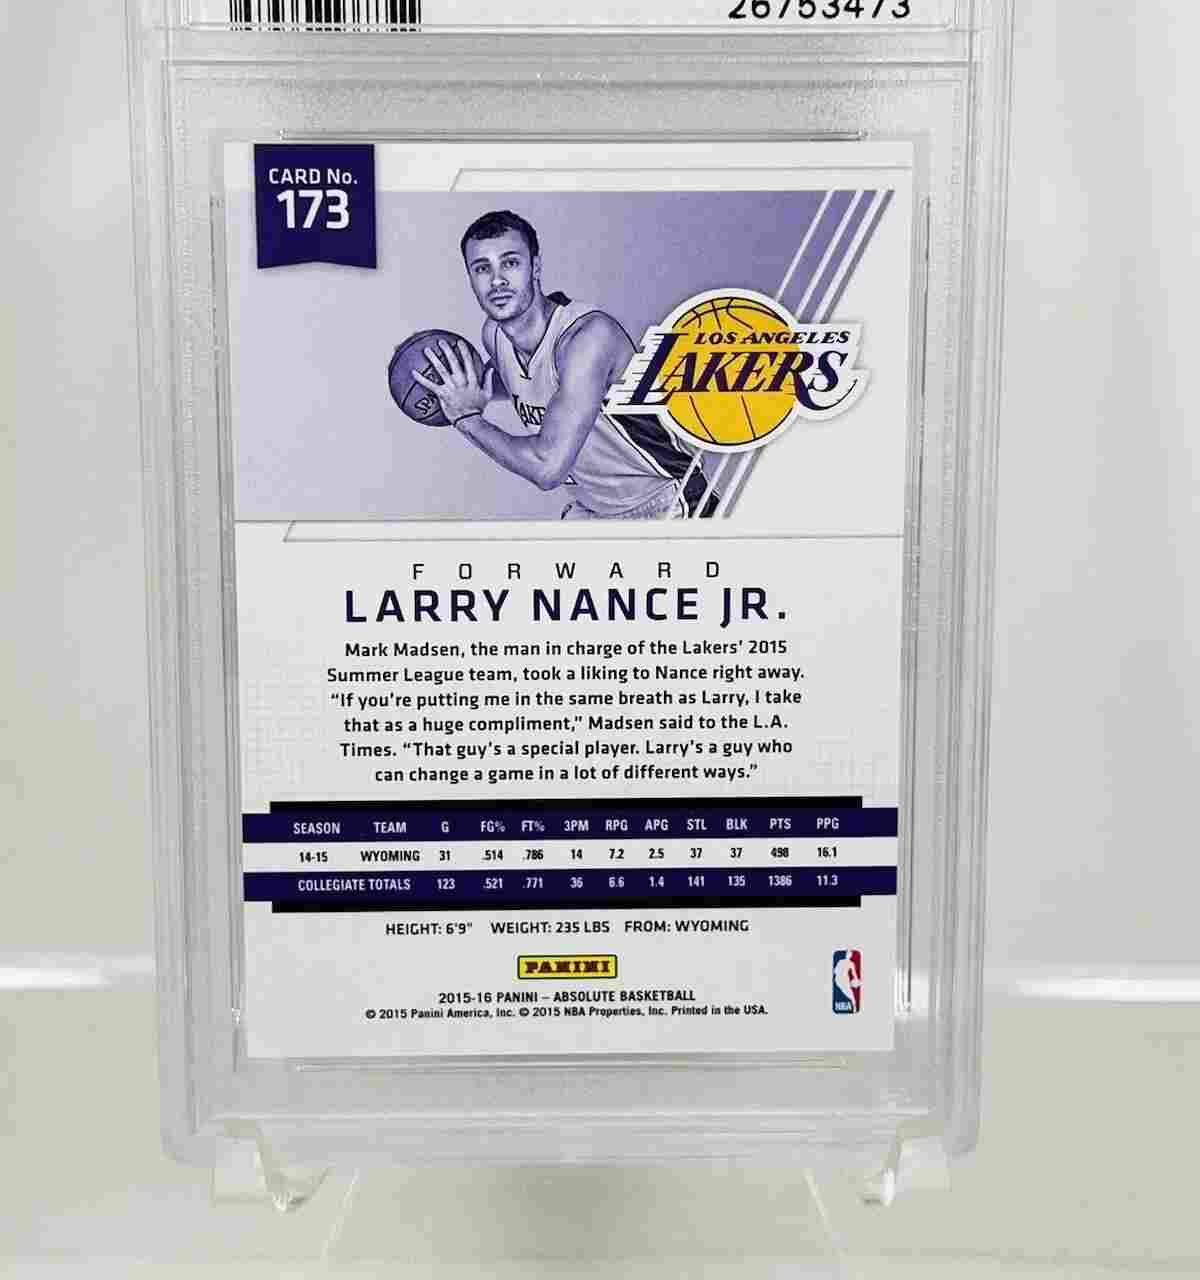 26753473
CARD No.
173
LOS ANGELES
LAKERS
FORWARD
LARRY NANCE JR.
Mark Madsen, the man in charge of the Lakers' 2015
Summer League team, took a liking to Nance right away.
“If you're putting me in the same breath as Larry, I take
that as a huge compliment,” Madsen said to the L.A.
Times. “That guy's a special player. Larry's a guy who
can change a game in a lot of different ways.”
SEASON TEAM G FG% FT% 3PM RPG APG STL BLK PTS PPG
14-15 WYOMING 31 .514 .786 14 7.2 2.5 37 37 498 16.1
COLLEGIATE TOTALS 123 .521 .771 36 6.6 1.4 141 135 1386 11.3
HEIGHT: 6'9" WEIGHT: 235 LBS FROM: WYOMING
PANINI
NBA
2015-16 PANINI – ABSOLUTE BASKETBALL
© 2015 Panini America, Inc. © 2015 NBA Properties, Inc. Printed in the USA.